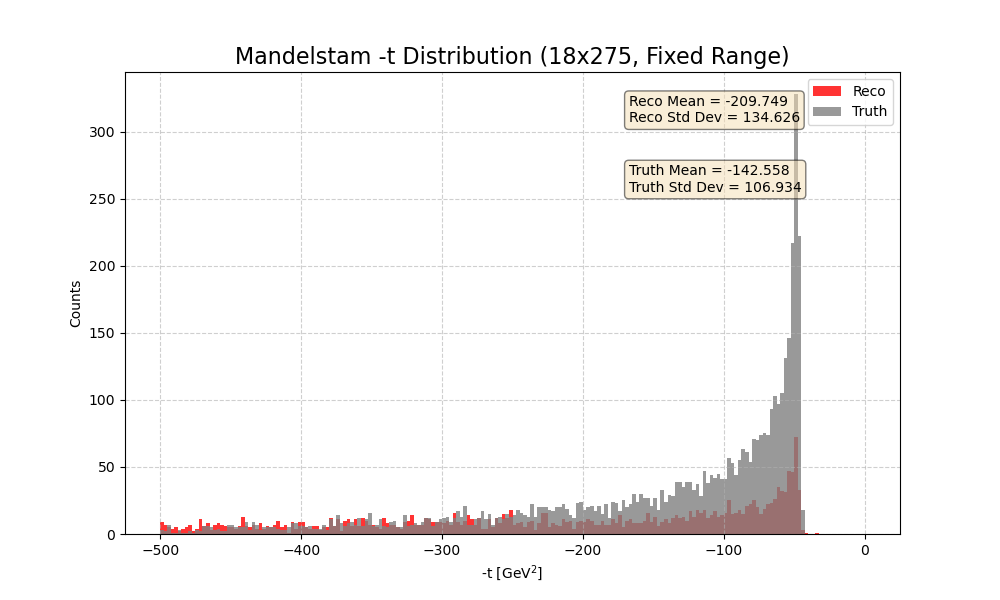 Mandelstam -t Distribution (18x275, Fixed Range)
Reco Mean = -209.749
Reco Std Dev = 134.626
Truth Mean = -142.558
Truth Std Dev = 106.934
Reco
Truth
Counts
300
250
200
150
100
50
0
−500
−400
−300
−200
−100
0
-t [GeV²]